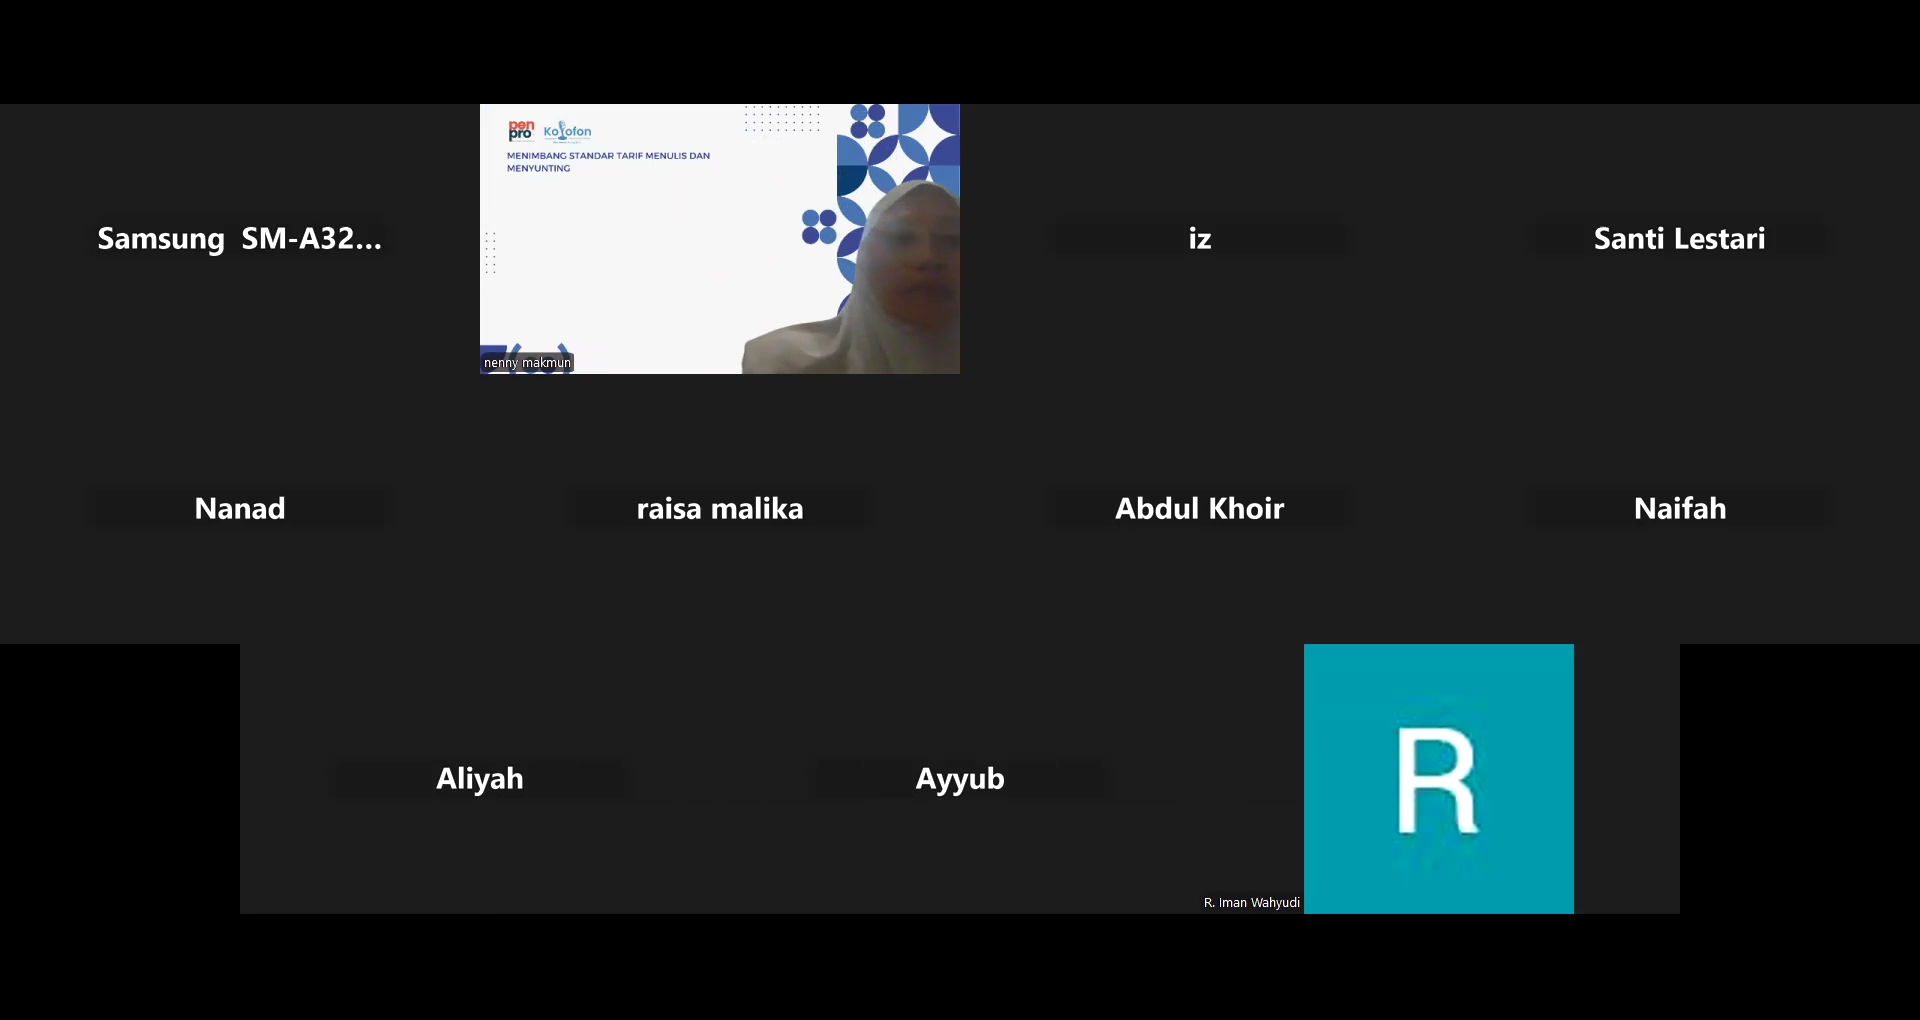 pen
pro
Kolofon
MENIMBANG STANDAR TARIF MENULIS DAN
MENYUNTING
Samsung SM-A32...
iz
Santi Lestari
nenny makmun
Nanad
raisa malika
Abdul Khoir
Naifah
Aliyah
Ayyub
R
R. Iman Wahyudi